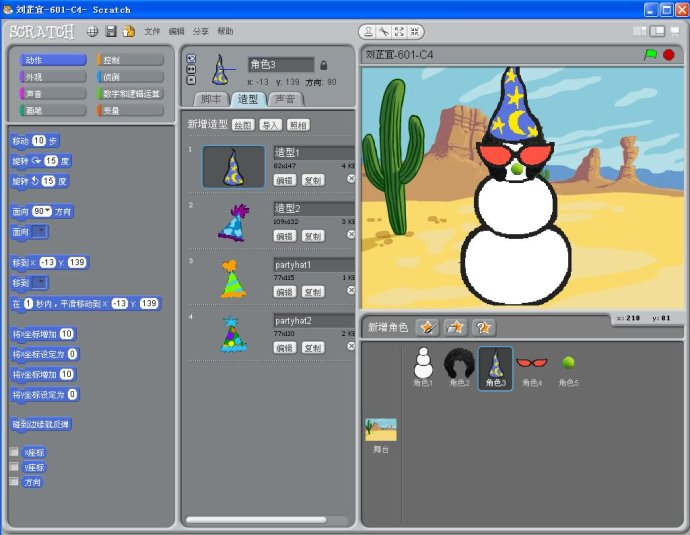 刘芷宜-601-C4- Scratch
SCRATCH 文件 编辑 分享 帮助
动作 控制
外观 侦测
声音 数字和逻辑运算
画笔 变量
移动 10 步
旋转 15 度
旋转 15 度
面向 90 方向
面向
移到 x: -13 y: 139
移到
在 1 秒内，平滑移动到 x: -13 y: 139
将x坐标增加 10
将x坐标设定为 0
将y坐标增加 10
将y坐标设定为 0
碰到边缘就反弹
x座标
y座标
方向
角色3
x: -13 y: 139 方向: 90
脚本 造型 声音
新增造型 绘图 导入 照相
1 造型1
82x147 4 KB
编辑 复制
2 造型2
109x132 3 KB
编辑 复制
3 partyhat1
77x115 1 KB
编辑 复制
4 partyhat2
77x110 2 KB
编辑 复制
刘芷宜-601-C4
x: 218 y: 81
新增角色
角色1 角色2 角色3 角色4 角色5
舞台